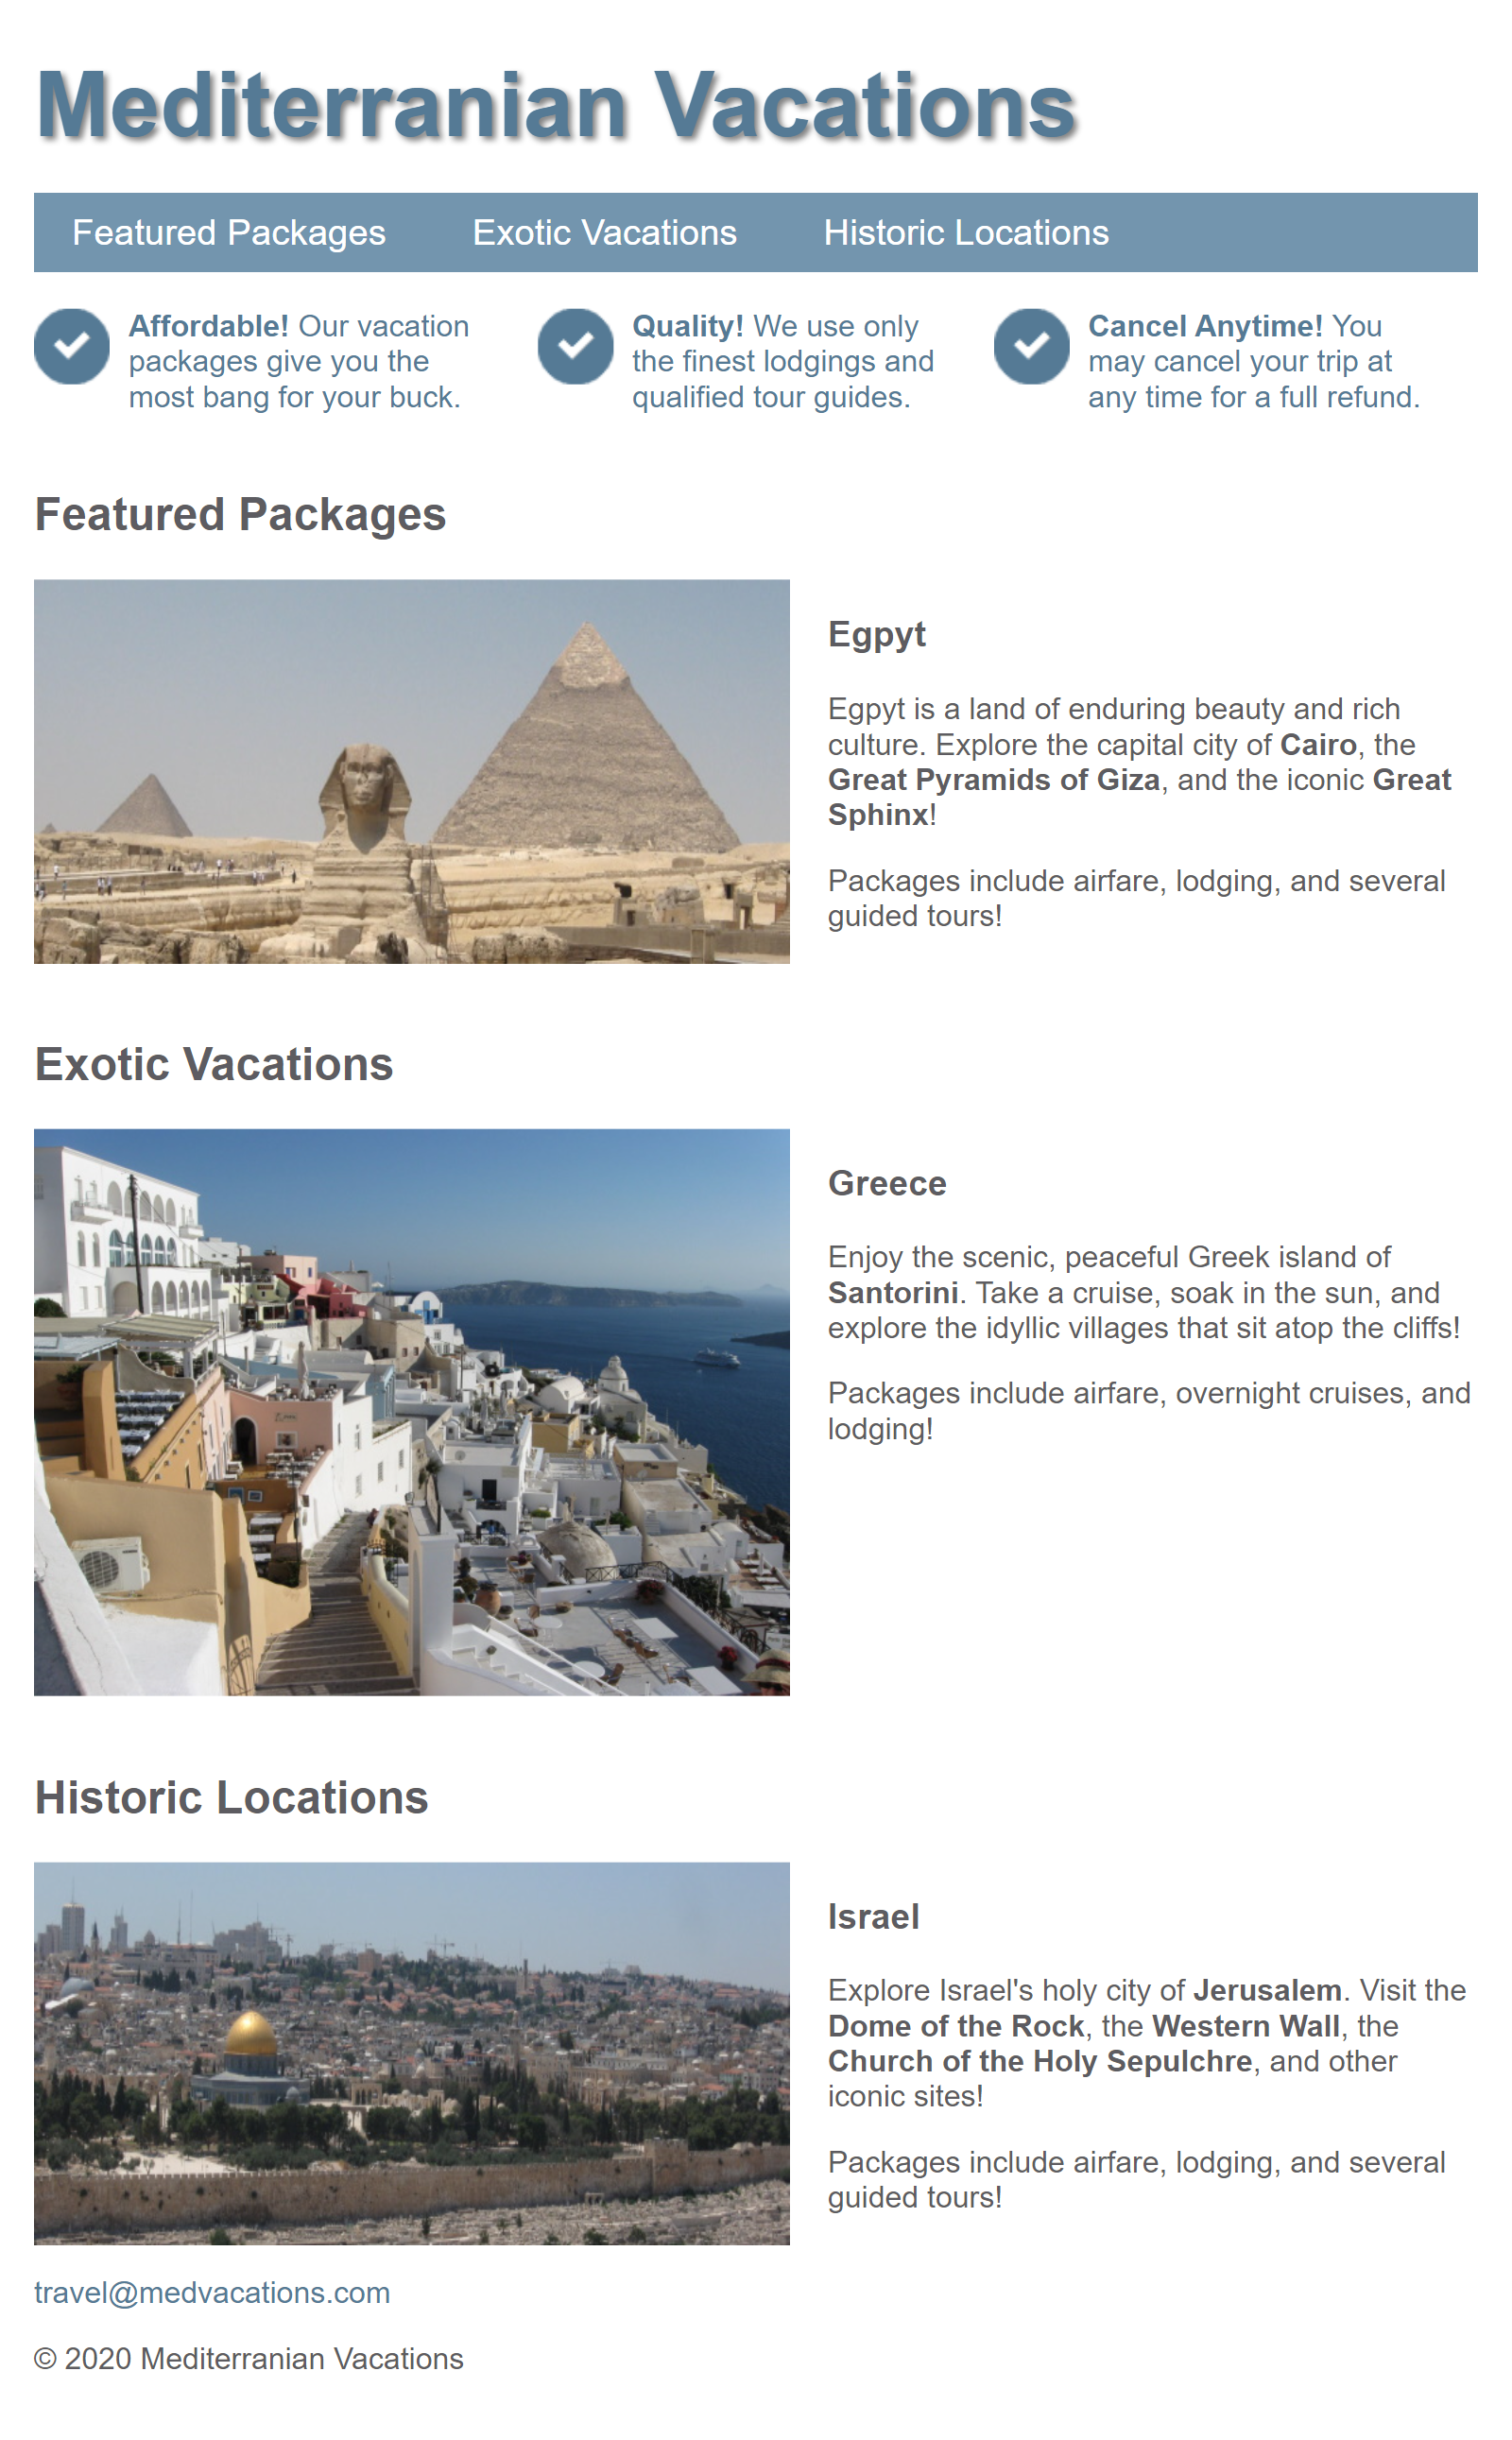 Mediterranian Vacations
Featured Packages
Exotic Vacations
Historic Locations
Affordable! Our vacation
packages give you the
most bang for your buck.
Quality! We use only
the finest lodgings and
qualified tour guides.
Cancel Anytime! You
may cancel your trip at
any time for a full refund.
Featured Packages
Egpyt
Egpyt is a land of enduring beauty and rich
culture. Explore the capital city of Cairo, the
Great Pyramids of Giza, and the iconic Great
Sphinx!
Packages include airfare, lodging, and several
guided tours!
Exotic Vacations
Greece
Enjoy the scenic, peaceful Greek island of
Santorini. Take a cruise, soak in the sun, and
explore the idyllic villages that sit atop the cliffs!
Packages include airfare, overnight cruises, and
lodging!
Historic Locations
Israel
Explore Israel's holy city of Jerusalem. Visit the
Dome of the Rock, the Western Wall, the
Church of the Holy Sepulchre, and other
iconic sites!
Packages include airfare, lodging, and several
guided tours!
travel@medvacations.com
© 2020 Mediterranian Vacations